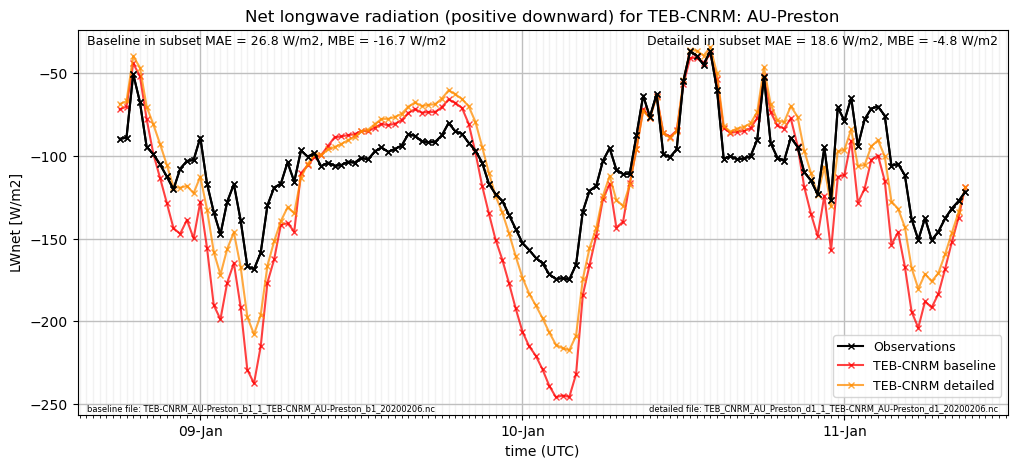 Net longwave radiation (positive downward) for TEB-CNRM: AU-Preston
Baseline in subset MAE = 26.8 W/m2, MBE = -16.7 W/m2
Detailed in subset MAE = 18.6 W/m2, MBE = -4.8 W/m2
LWnet [W/m2]
−50
−100
−150
−200
−250
Observations
TEB-CNRM baseline
TEB-CNRM detailed
baseline file: TEB-CNRM_AU-Preston_b1_1_TEB-CNRM_AU-Preston_b1_20200206.nc
detailed file: TEB_CNRM_AU_Preston_d1_1_TEB-CNRM_AU-Preston_d1_20200206.nc
09-Jan
10-Jan
11-Jan
time (UTC)